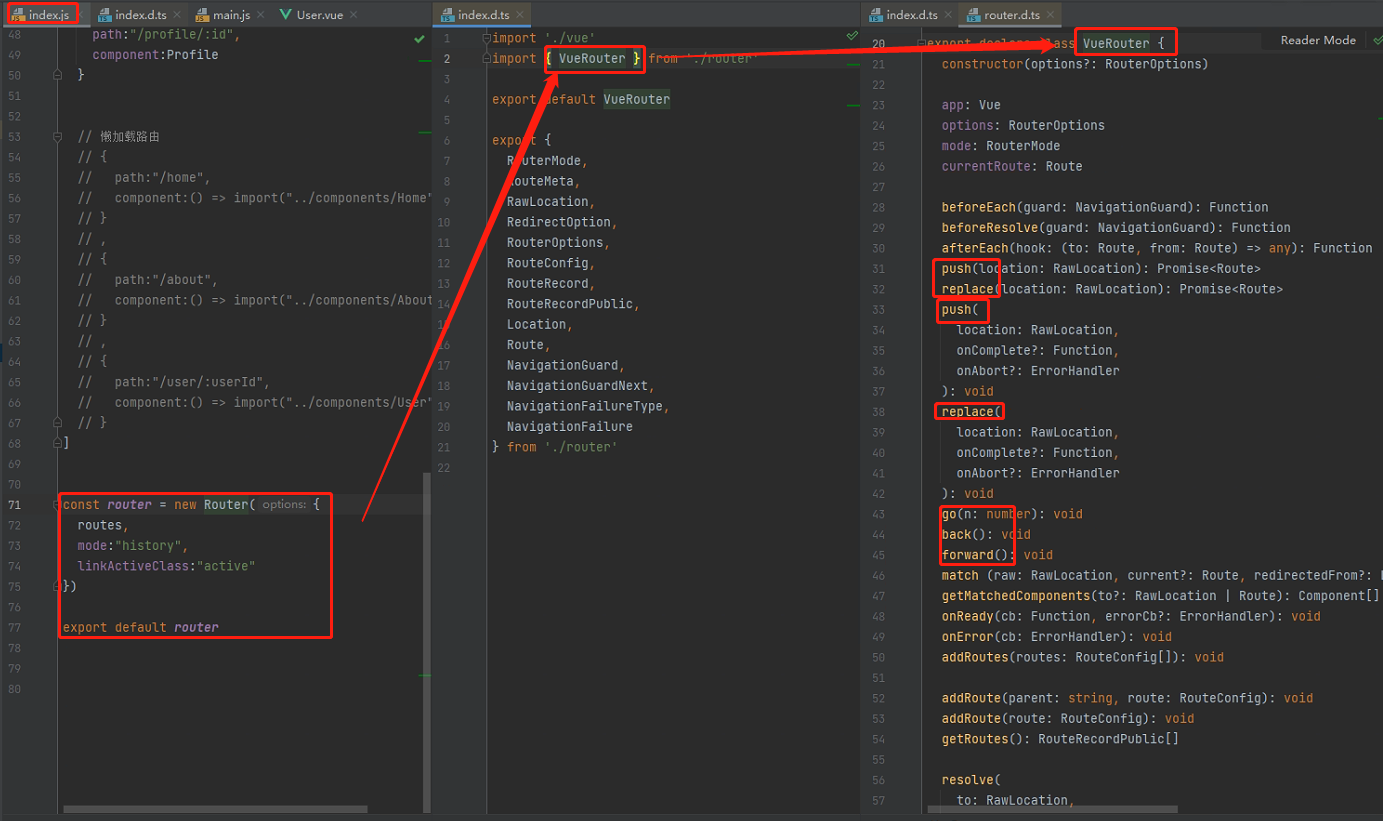 index.js
index.d.ts
main.js
User.vue
48 path:"/profile/:id",
49 component:Profile
50 }
51
52
53 // 懒加载路由
54 // {
55 // path:"/home",
56 // component:() => import("../components/Home"
57 // }
58 // ,
59 // {
60 // path:"/about",
61 // component:() => import("../components/About
62 // }
63 // ,
64 // {
65 // path:"/user/:userId",
66 // component:() => import("../components/User"
67 // }
68 ]
69
70
71 const router = new Router( options: {
72 routes,
73 mode:"history",
74 linkActiveClass:"active"
75 })
76
77 export default router
78
79
80
index.d.ts
1 import './vue'
2 import { VueRouter } from './router'
3
4 export default VueRouter
5
6 export {
7 RouterMode,
8 RouteMeta,
9 RawLocation,
10 RedirectOption,
11 RouterOptions,
12 RouteConfig,
13 RouteRecord,
14 RouteRecordPublic,
Location,
16 Route,
17 NavigationGuard,
18 NavigationGuardNext,
19 NavigationFailureType,
20 NavigationFailure
21 } from './router'
22
index.d.ts
router.d.ts
Reader Mode
20 export declare class VueRouter {
21 constructor(options?: RouterOptions)
22
23 app: Vue
24 options: RouterOptions
25 mode: RouterMode
26 currentRoute: Route
27
28 beforeEach(guard: NavigationGuard): Function
29 beforeResolve(guard: NavigationGuard): Function
30 afterEach(hook: (to: Route, from: Route) => any): Function
31 push(location: RawLocation): Promise<Route>
32 replace(location: RawLocation): Promise<Route>
33 push(
34 location: RawLocation,
35 onComplete?: Function,
36 onAbort?: ErrorHandler
37 ): void
38 replace(
39 location: RawLocation,
40 onComplete?: Function,
41 onAbort?: ErrorHandler
42 ): void
43 go(n: number): void
44 back(): void
45 forward(): void
46 match (raw: RawLocation, current?: Route, redirectedFrom?:
47 getMatchedComponents(to?: RawLocation | Route): Component[]
48 onReady(cb: Function, errorCb?: ErrorHandler): void
49 onError(cb: ErrorHandler): void
50 addRoutes(routes: RouteConfig[]): void
51
52 addRoute(parent: string, route: RouteConfig): void
53 addRoute(route: RouteConfig): void
54 getRoutes(): RouteRecordPublic[]
55
56 resolve(
57 to: RawLocation,